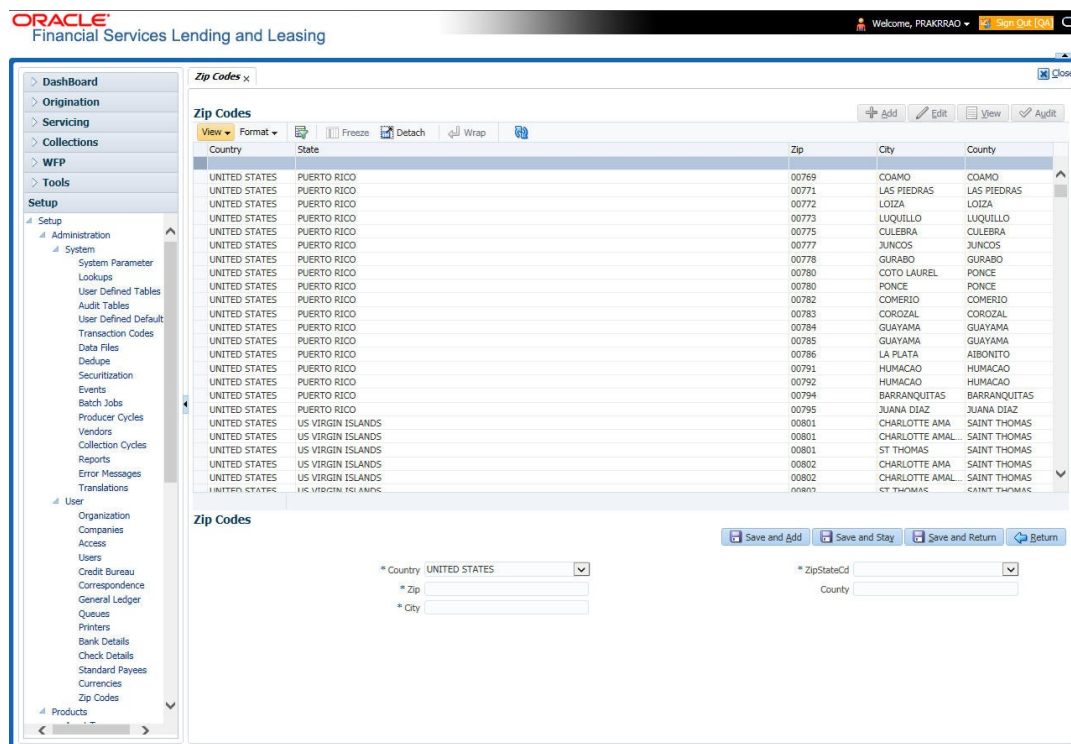 ORACLE
Financial Services Lending and Leasing
Welcome, PRAKRRAO
Sign Out [QA]
DashBoard
Origination
Servicing
Collections
WFP
Tools
Setup
Setup
Administration
System
System Parameter
Lookups
User Defined Tables
Audit Tables
User Defined Default
Transaction Codes
Data Files
Dedupe
Securitization
Events
Batch Jobs
Producer Cycles
Vendors
Collection Cycles
Reports
Error Messages
Translations
User
Organization
Companies
Access
Users
Credit Bureau
Correspondence
General Ledger
Queues
Printers
Bank Details
Check Details
Standard Payees
Currencies
Zip Codes
Products
Zip Codes x
Close
Zip Codes
Add Edit View Audit
View Format Freeze Detach Wrap
Country State Zip City County
UNITED STATES PUERTO RICO 00769 COAMO COAMO
UNITED STATES PUERTO RICO 00771 LAS PIEDRAS LAS PIEDRAS
UNITED STATES PUERTO RICO 00772 LOIZA LOIZA
UNITED STATES PUERTO RICO 00773 LUQUILLO LUQUILLO
UNITED STATES PUERTO RICO 00775 CULEBRA CULEBRA
UNITED STATES PUERTO RICO 00777 JUNCOS JUNCOS
UNITED STATES PUERTO RICO 00778 GURABO GURABO
UNITED STATES PUERTO RICO 00780 COTO LAUREL PONCE
UNITED STATES PUERTO RICO 00780 PONCE PONCE
UNITED STATES PUERTO RICO 00782 COMERIO COMERIO
UNITED STATES PUERTO RICO 00783 COROZAL COROZAL
UNITED STATES PUERTO RICO 00784 GUAYAMA GUAYAMA
UNITED STATES PUERTO RICO 00785 GUAYAMA GUAYAMA
UNITED STATES PUERTO RICO 00786 LA PLATA AIBONITO
UNITED STATES PUERTO RICO 00791 HUMACAO HUMACAO
UNITED STATES PUERTO RICO 00792 HUMACAO HUMACAO
UNITED STATES PUERTO RICO 00794 BARRANQUITAS BARRANQUITAS
UNITED STATES PUERTO RICO 00795 JUANA DIAZ JUANA DIAZ
UNITED STATES US VIRGIN ISLANDS 00801 CHARLOTTE AMA SAINT THOMAS
UNITED STATES US VIRGIN ISLANDS 00801 CHARLOTTE AMAL... SAINT THOMAS
UNITED STATES US VIRGIN ISLANDS 00801 ST THOMAS SAINT THOMAS
UNITED STATES US VIRGIN ISLANDS 00802 CHARLOTTE AMA SAINT THOMAS
UNITED STATES US VIRGIN ISLANDS 00802 CHARLOTTE AMAL... SAINT THOMAS
UNITED STATES US VIRGIN ISLANDS 00802 ST THOMAS SAINT THOMAS
Zip Codes
Save and Add Save and Stay Save and Return Return
* Country UNITED STATES * ZipStateCd
* Zip County
* City